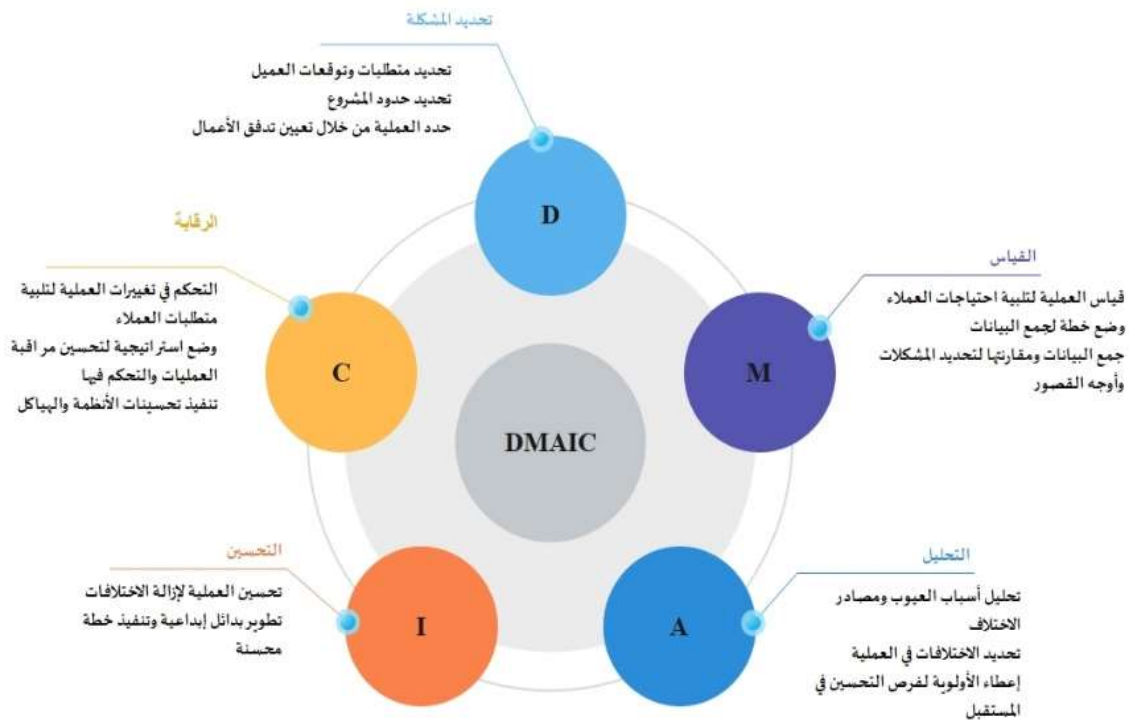 تحديد المشكلة
تحديد متطلبات وتوقعات العميل
تحديد حدود المشروع
حدد العملية من خلال تعيين تدفق الأعمال
D
القياس
قياس العملية لتلبية احتياجات العملاء
وضع خطة لجمع البيانات
جمع البيانات ومقارنتها لتحديد المشكلات
وأوجه القصور
M
التحليل
تحليل أسباب العيوب ومصادر
الاختلاف
تحديد الاختلافات في العملية
إعطاء الأولوية لفرص التحسين في
المستقبل
A
التحسين
تحسين العملية لإزالة الاختلافات
تطوير بدائل إبداعية وتنفيذ خطة
محسنة
I
الرقابة
التحكم في تغييرات العملية لتلبية
متطلبات العملاء
وضع استراتيجية لتحسين مراقبة
العمليات والتحكم فيها
تنفيذ تحسينات الأنظمة والهياكل
C
DMAIC